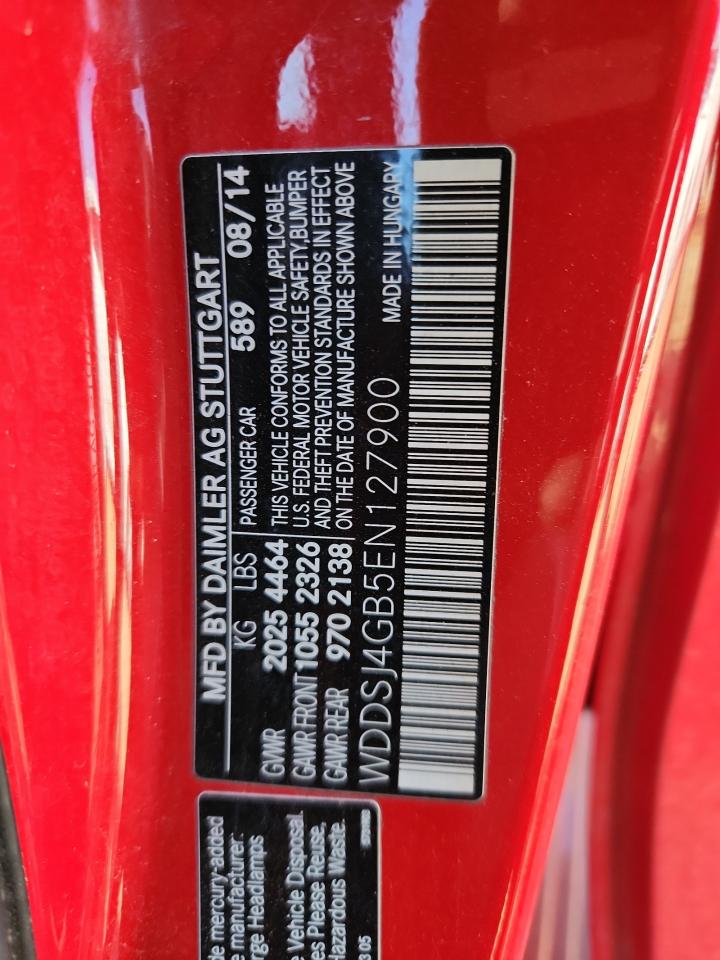 MFD BY DAIMLER AG STUTTGART
KG LBS PASSENGER CAR 589 08/14
GVWR 2025 4464 THIS VEHICLE CONFORMS TO ALL APPLICABLE
GAWR FRONT 1055 2326 U.S. FEDERAL MOTOR VEHICLE SAFETY,BUMPER
GAWR REAR 970 2138 AND THEFT PREVENTION STANDARDS IN EFFECT
ON THE DATE OF MANUFACTURE SHOWN ABOVE
WDDSJ4GB5EN127900 MADE IN HUNGARY
mercury-added
manufacturer:
Headlamps
Vehicle Disposal.
Please Reuse,
Hazardous Waste.